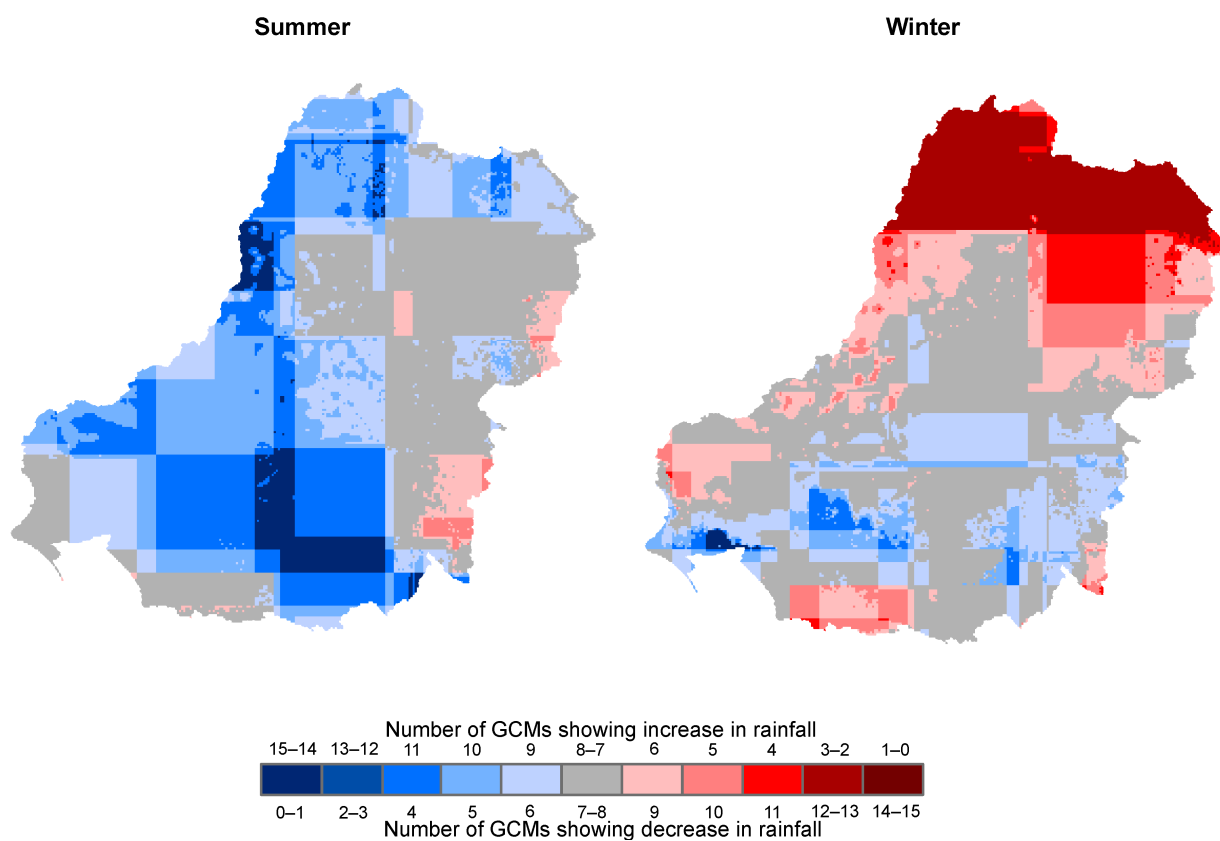 Summer Winter
Number of GCMs showing increase in rainfall
15–14 13–12 11 10 9 8–7 6 5 4 3–2 1–0
0–1 2–3 4 5 6 7–8 9 10 11 12–13 14–15
Number of GCMs showing decrease in rainfall